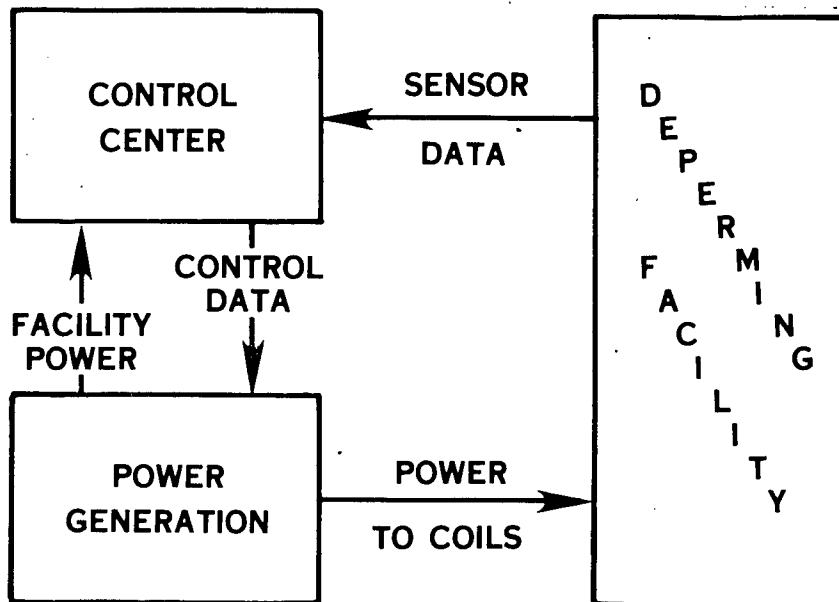 CONTROL
CENTER
SENSOR
DATA
DEPERMING
FACILITY
CONTROL
DATA
FACILITY
POWER
POWER
GENERATION
POWER
TO COILS